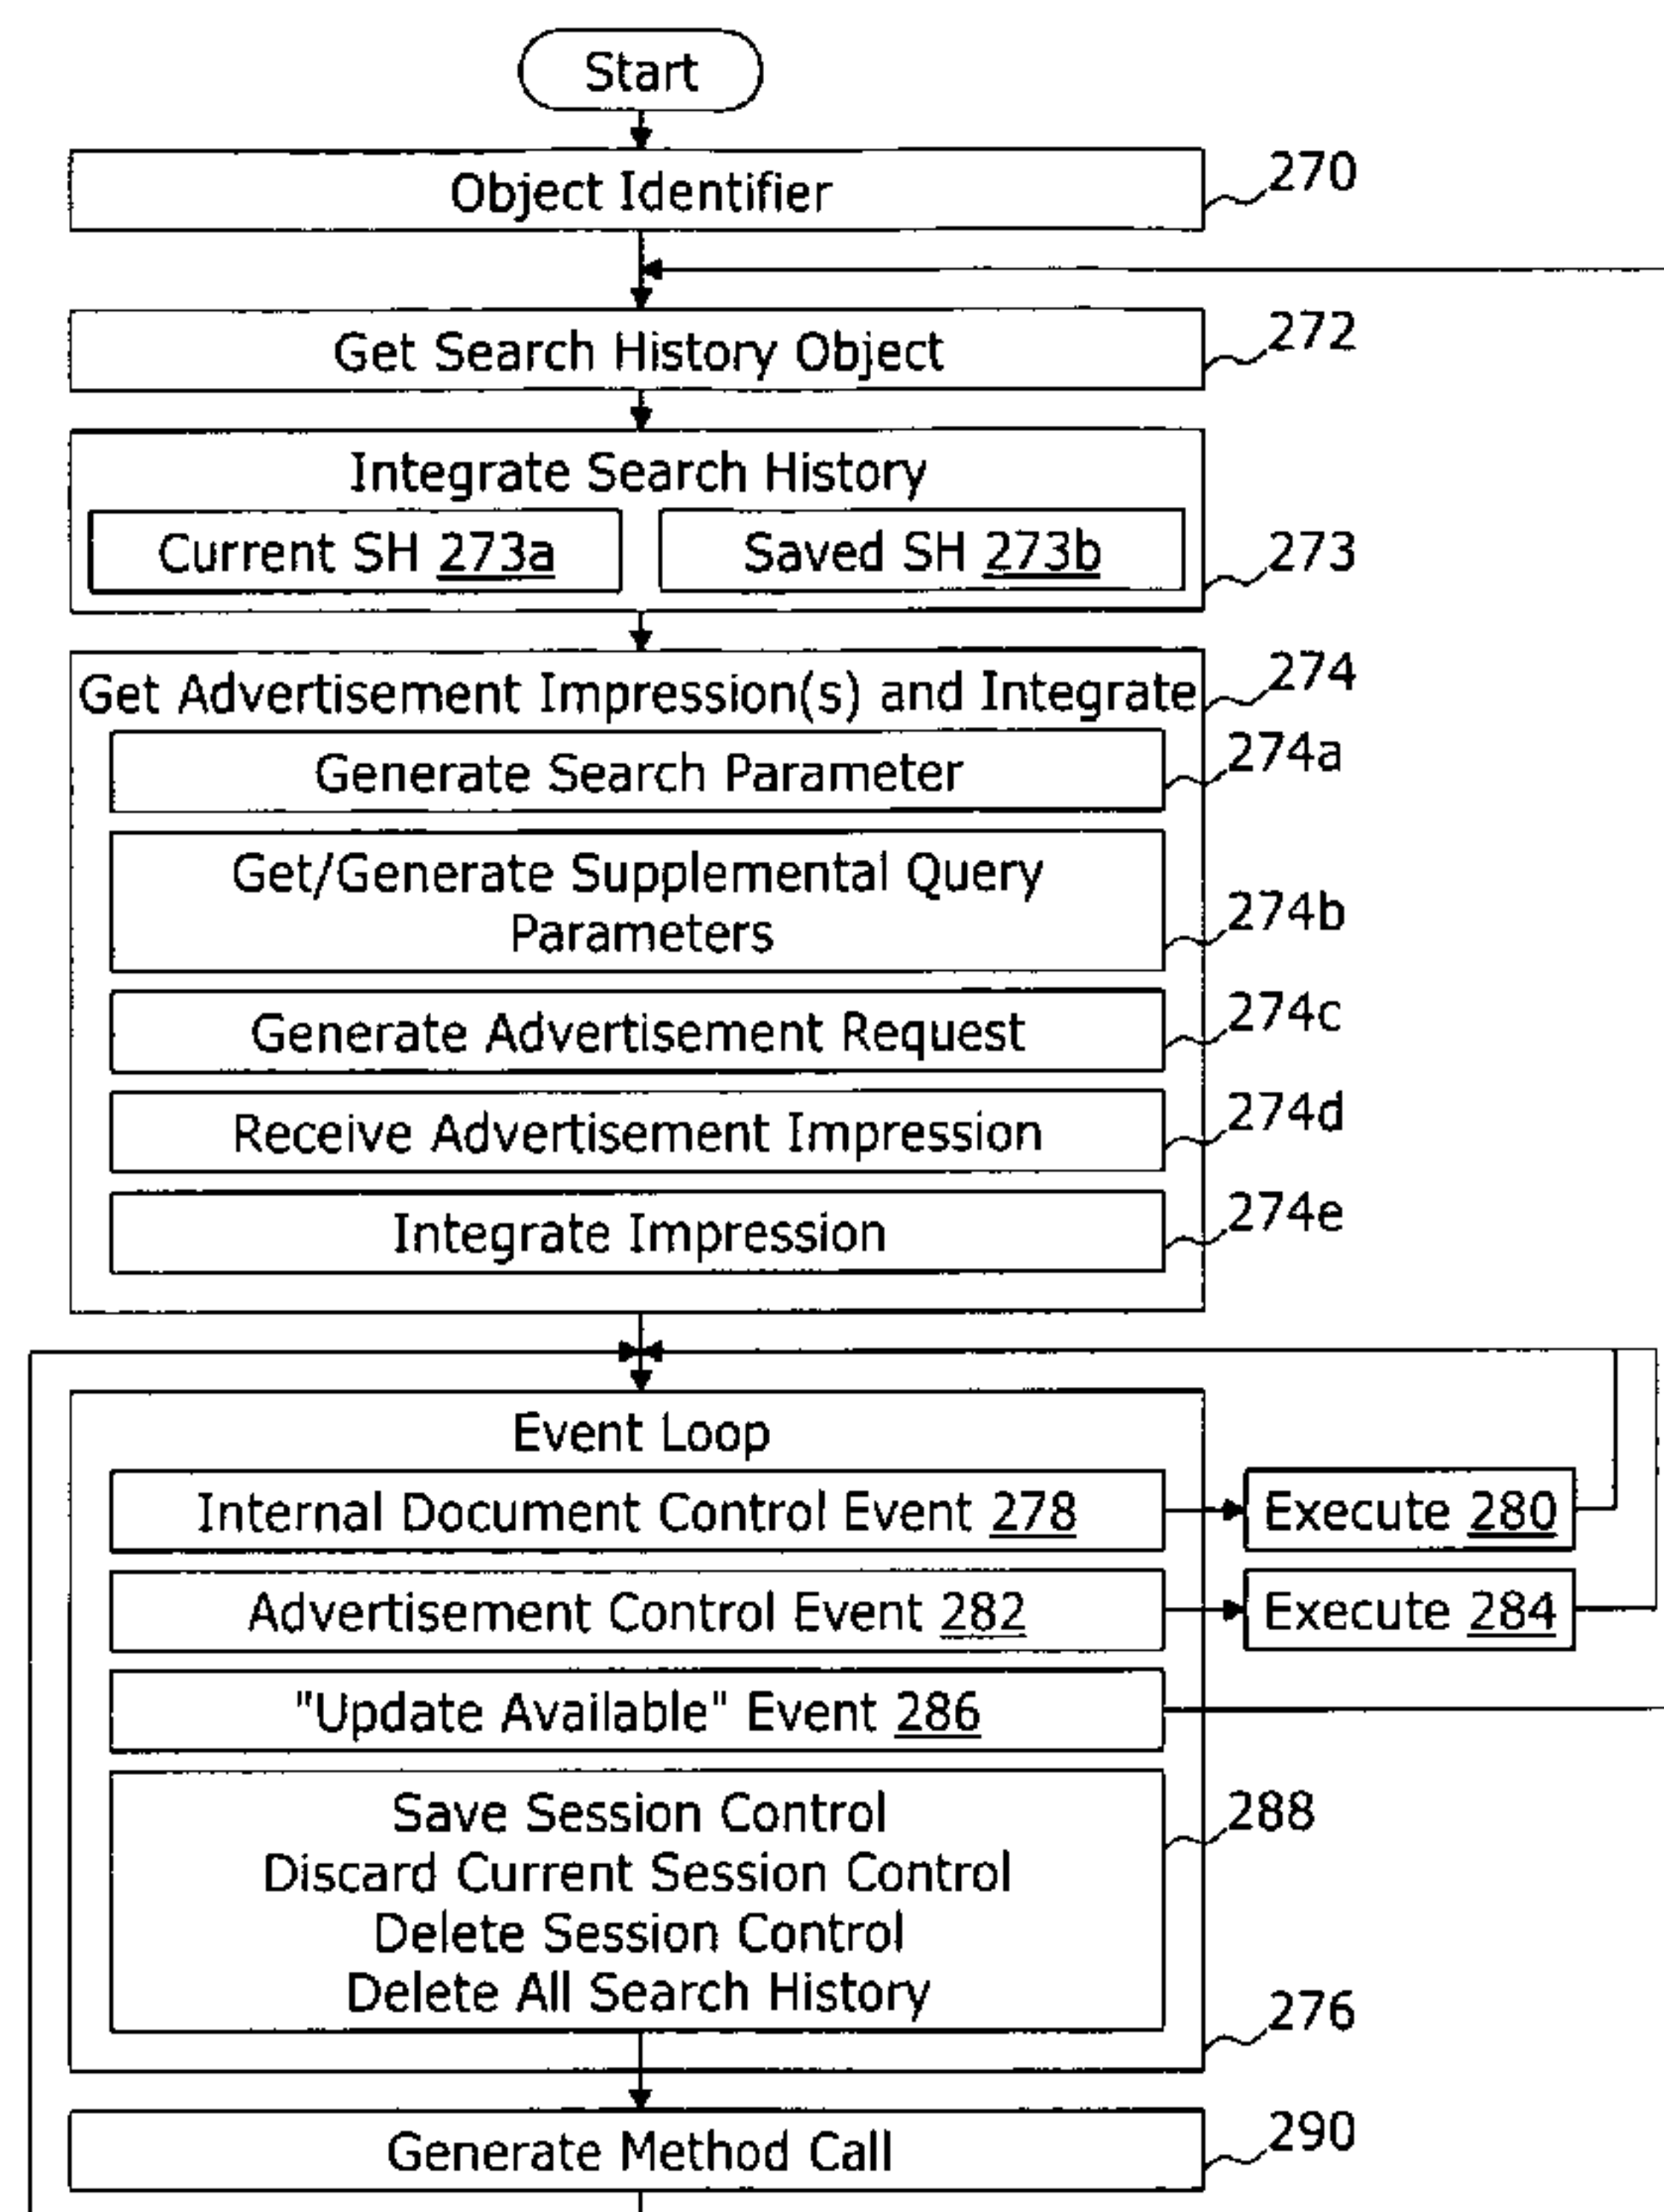 Start
Object Identifier
270
Get Search History Object
272
Integrate Search History
Current SH 273a
Saved SH 273b
273
Get Advertisement Impression(s) and Integrate
274
Generate Search Parameter
274a
Get/Generate Supplemental Query
Parameters
274b
Generate Advertisement Request
274c
Receive Advertisement Impression
274d
Integrate Impression
274e
Event Loop
Internal Document Control Event 278
Execute 280
Advertisement Control Event 282
Execute 284
"Update Available" Event 286
Save Session Control
288
Discard Current Session Control
Delete Session Control
Delete All Search History
276
Generate Method Call
290